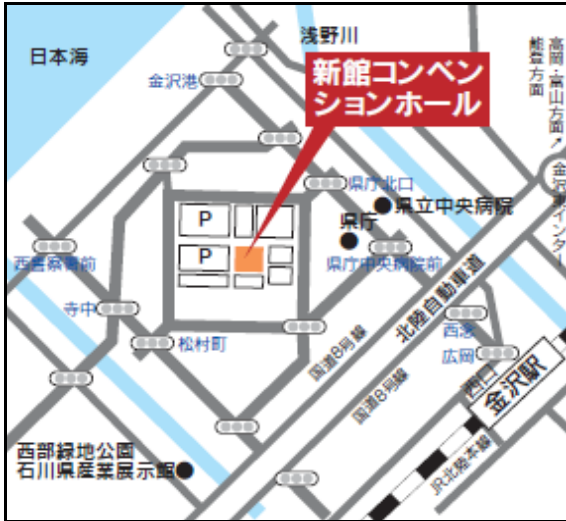 日本海
浅野川
新館コンベン
ションホール
高岡・富山方面↗
能登方面
金沢東インター
金沢港
県庁北口
県立中央病院
県庁
県庁中央病院前
P
P
西警察署前
寺中
松村町
国道8号線
北陸自動車道
国道8号線
西念
広岡
西口
金沢駅
JR北陸本線
西部緑地公園
石川県産業展示館